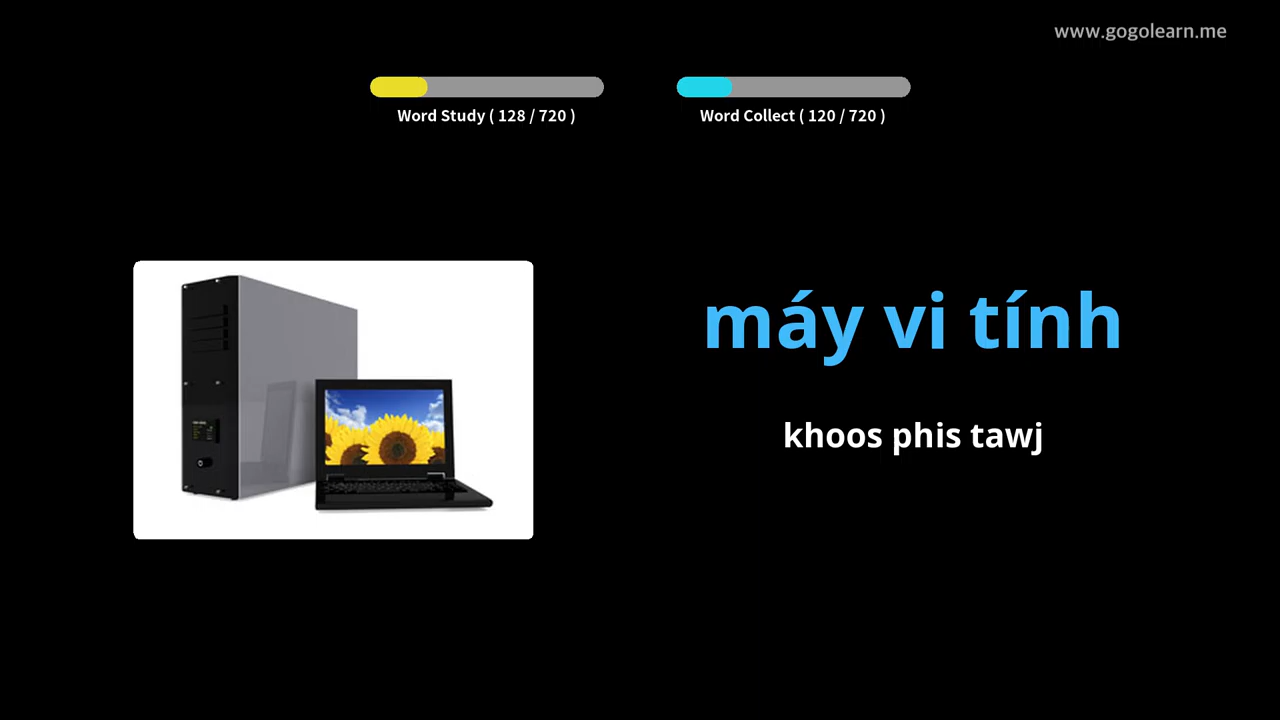 www.gogolearn.me
Word Study ( 128 / 720 )
Word Collect ( 120 / 720 )
máy vi tính
khoos phis tawj